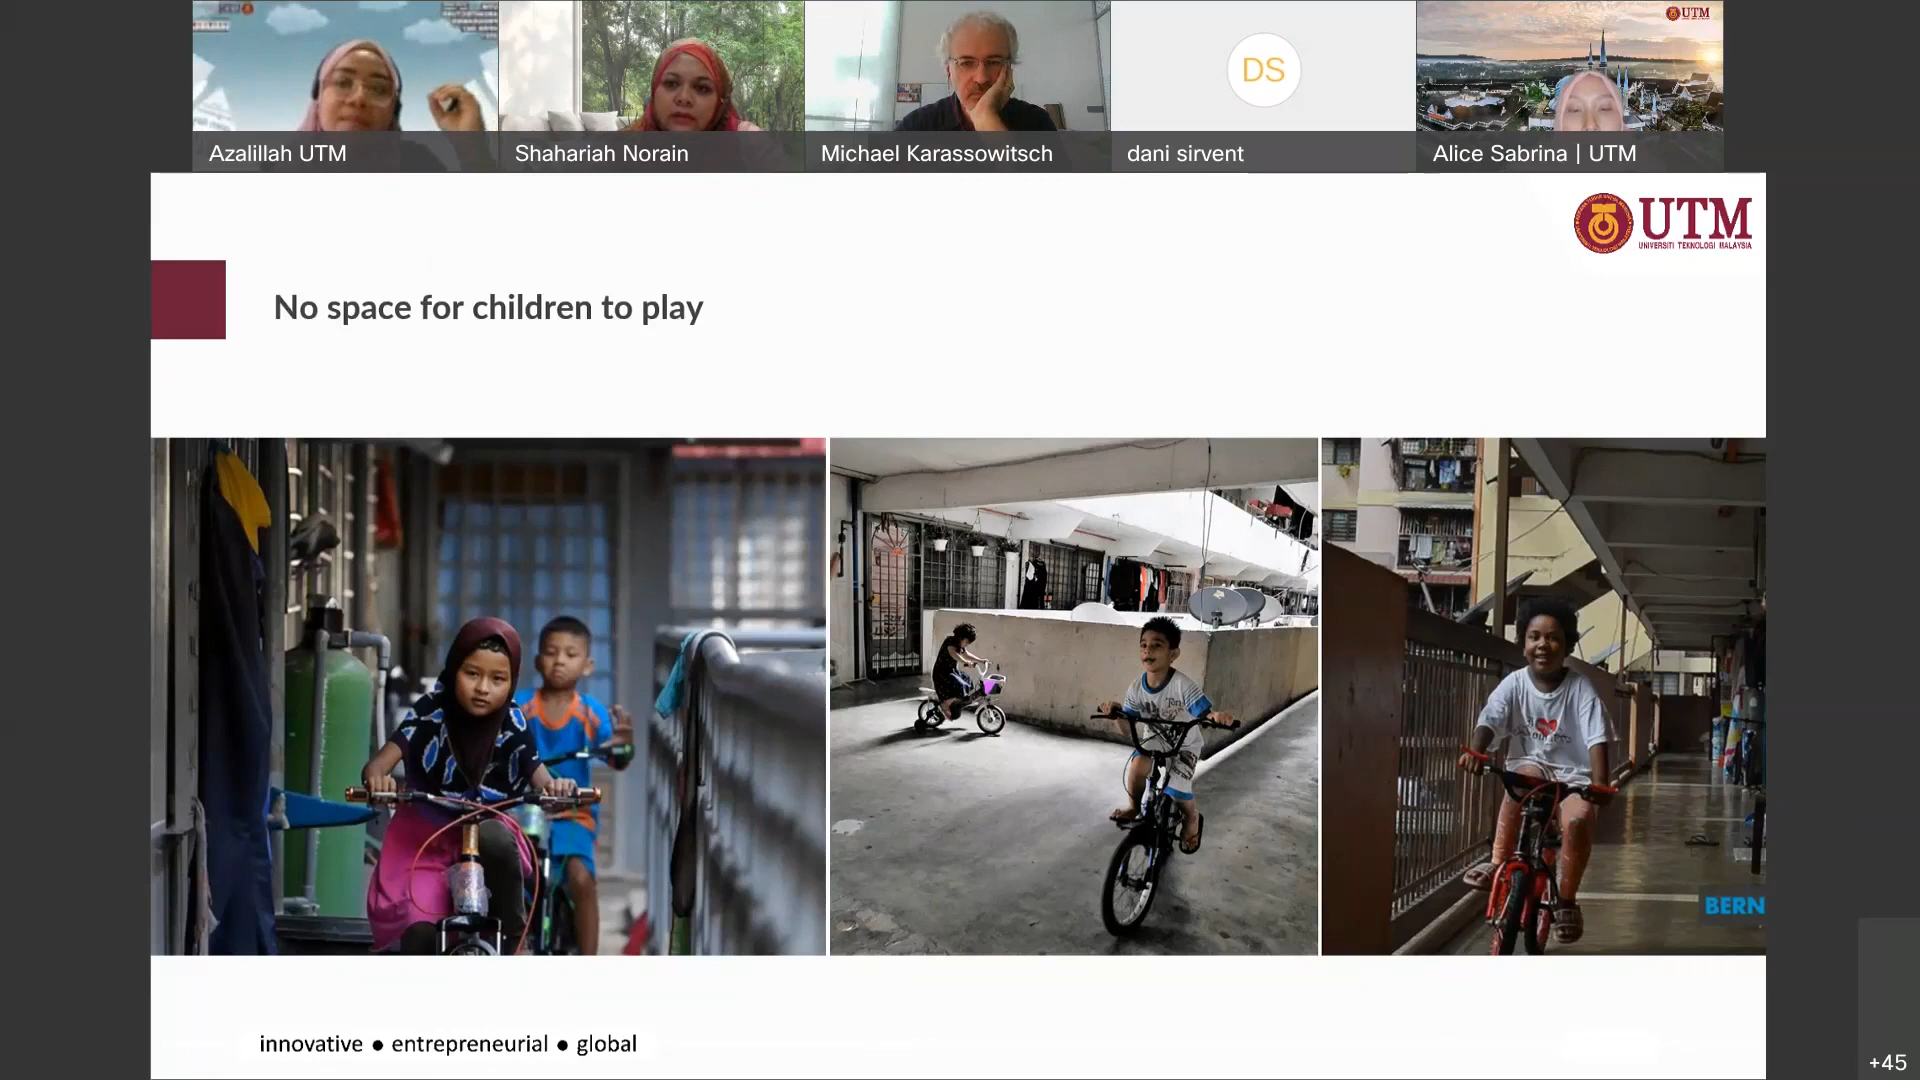 UTM
Azalillah UTM
Shahariah Norain
Michael Karassowitsch
DS
dani sirvent
Alice Sabrina | UTM
UTM
UNIVERSITI TEKNOLOGI MALAYSIA
No space for children to play
BERN
innovative ● entrepreneurial ● global
+45